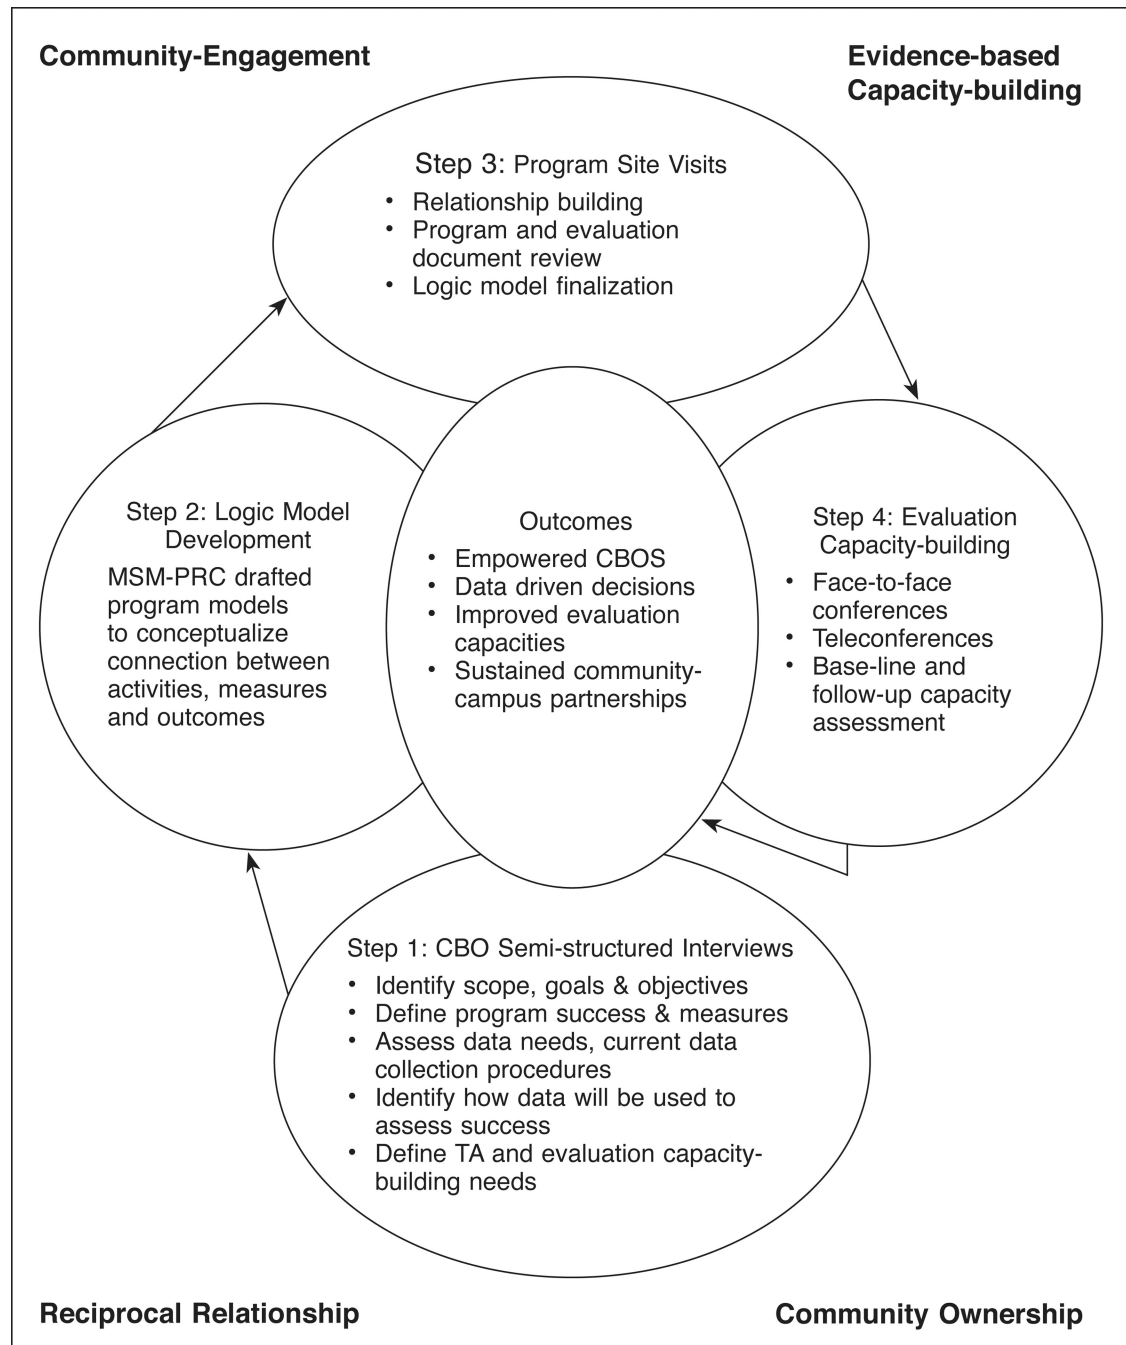 Community-Engagement
Evidence-based
Capacity-building
Step 3: Program Site Visits
• Relationship building
• Program and evaluation
document review
• Logic model finalization
Step 2: Logic Model
Development
MSM-PRC drafted
program models
to conceptualize
connection between
activities, measures
and outcomes
Outcomes
• Empowered CBOS
• Data driven decisions
• Improved evaluation
capacities
• Sustained community-
campus partnerships
Step 4: Evaluation
Capacity-building
• Face-to-face
conferences
• Teleconferences
• Base-line and
follow-up capacity
assessment
Step 1: CBO Semi-structured Interviews
• Identify scope, goals & objectives
• Define program success & measures
• Assess data needs, current data
collection procedures
• Identify how data will be used to
assess success
• Define TA and evaluation capacity-
building needs
Reciprocal Relationship
Community Ownership